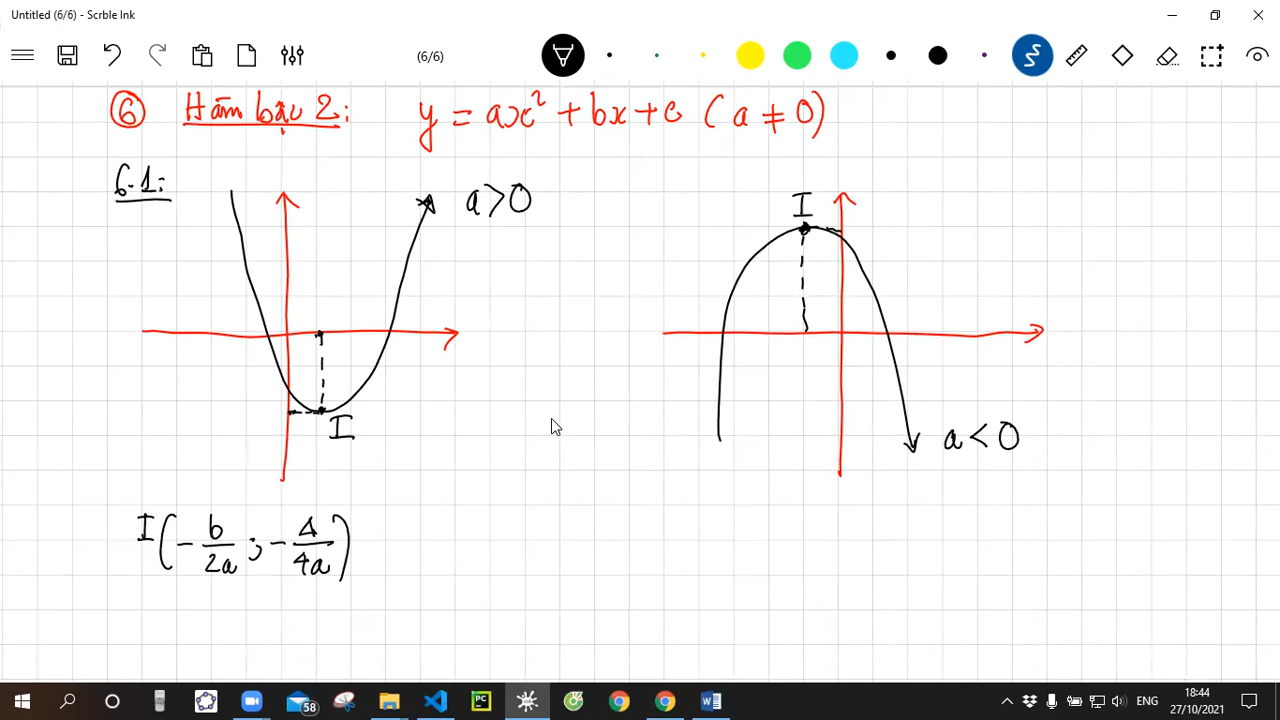 Untitled (6/6) - Scrble Ink
(6/6)
⑥ Hàm bậc 2: y = ax² + bx + c (a ≠ 0)
6.1:
a > 0
I
I
a < 0
I(-b/2a ; -Δ/4a)
58
PC
ENG
18:44
27/10/2021